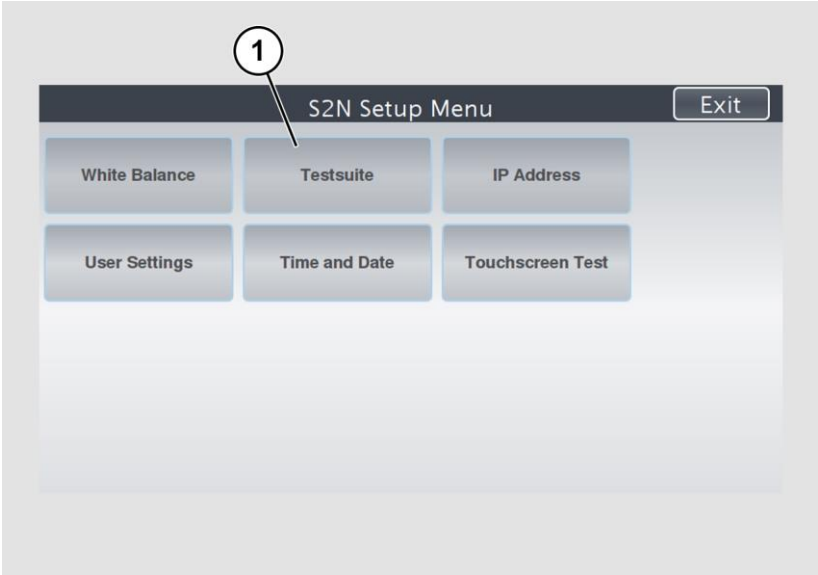 1
S2N Setup Menu
Exit
White Balance
Testsuite
IP Address
User Settings
Time and Date
Touchscreen Test